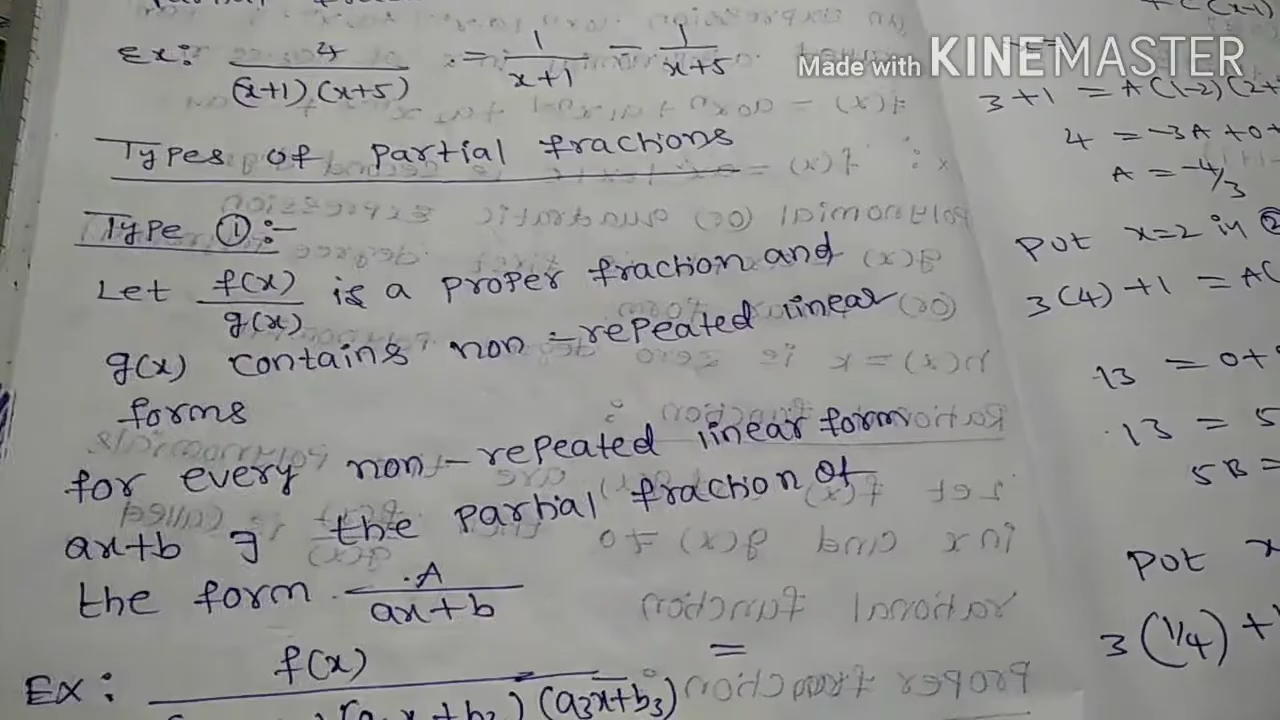 Ex: 4/((x+1)(x+5)) = 1/(x+1) - 1/(x+5)
Types of partial fractions
Type ①:-
Let f(x)/g(x) is a proper fraction and
g(x) contains non-repeated linear
forms
for every non-repeated linear form
ax+b ∃ the partial fraction of
the form A/(ax+b)
Ex: f(x)
(a3x+b3) =
Made with KINEMASTER
3+1 = A(1-2)(2+
4 = -3A + 0+
A = -4/3
Put x=2 in ②
3(4)+1 = A(
13 = 0+
13 = 5
5B =
Put x
3(1/4) +